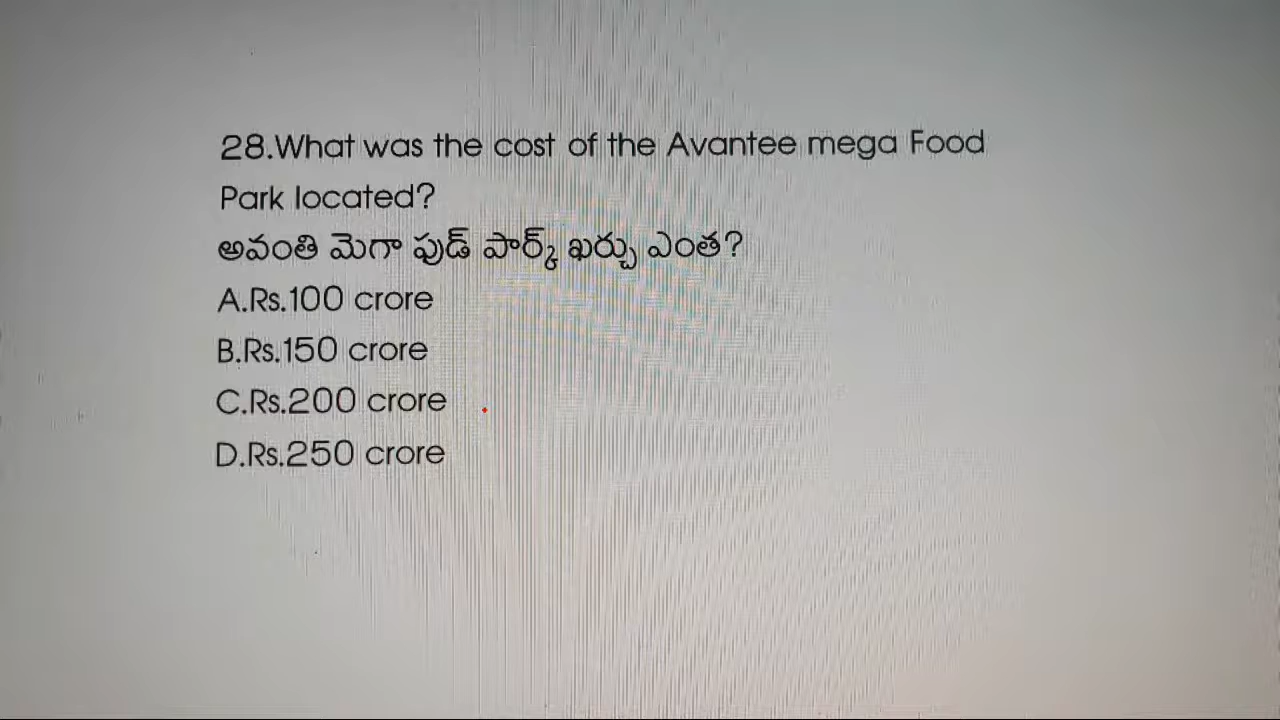 28.What was the cost of the Avantee mega Food
Park located?
అవంతి మెగా ఫుడ్ పార్క్ ఖర్చు ఎంత?
A.Rs.100 crore
B.Rs.150 crore
C.Rs.200 crore
D.Rs.250 crore